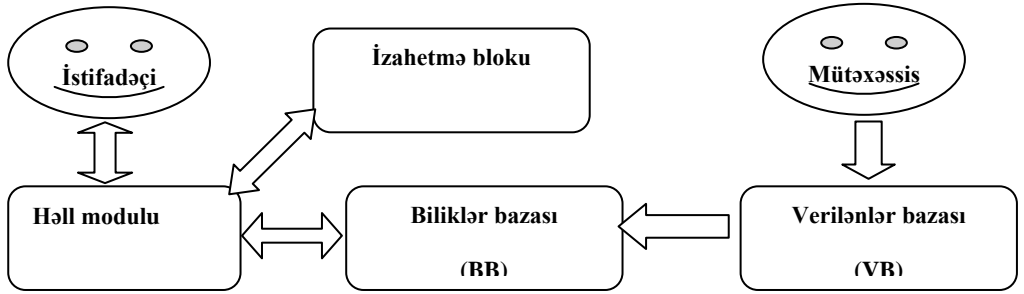 İstifadəçi
İzahetmə bloku
Mütəxəssis
Həll modulu
Biliklər bazası
(BB)
Verilənlər bazası
(VB)